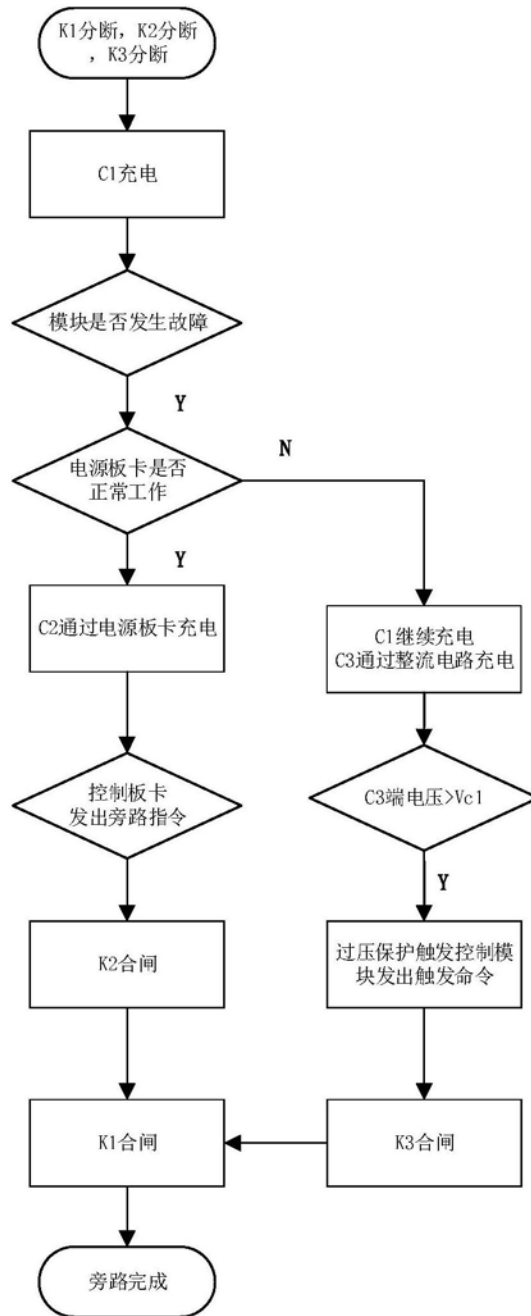 K1分断，K2分断
，K3分断
C1充电
模块是否发生故障
Y
电源板卡是否
正常工作
N
Y
C2通过电源板卡充电
C1继续充电
C3通过整流电路充电
控制板卡
发出旁路指令
C3端电压>Vc1
Y
K2合闸
过压保护触发控制模
块发出触发命令
K1合闸
K3合闸
旁路完成